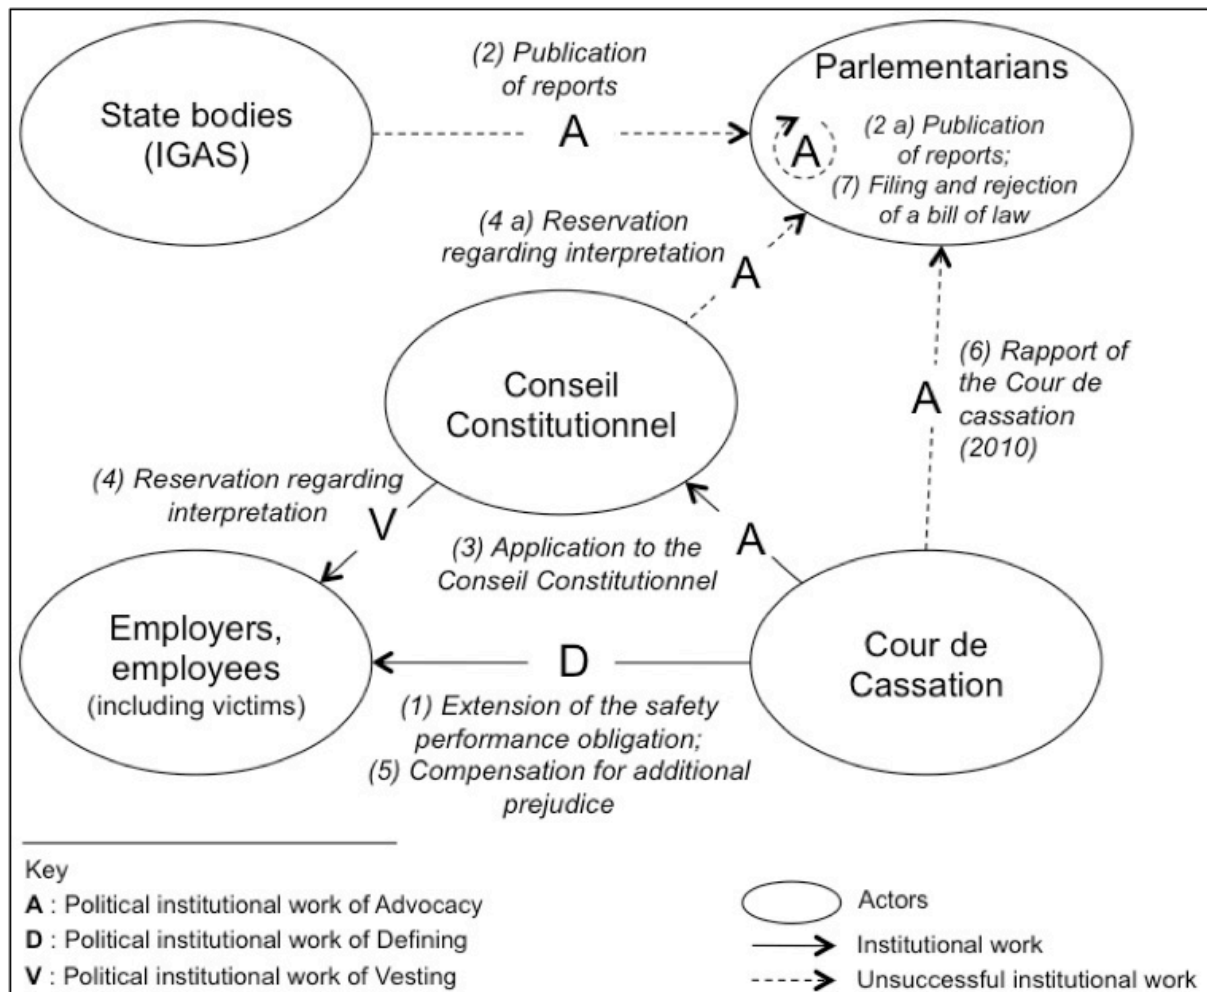 State bodies
(IGAS)
(2) Publication
of reports
A
Parlementarians
A
(2 a) Publication
of reports;
(7) Filing and rejection
of a bill of law
(4 a) Reservation
regarding interpretation
A
Conseil
Constitutionnel
(6) Rapport of
the Cour de
cassation
(2010)
A
(4) Reservation regarding
interpretation
V
(3) Application to the
Conseil Constitutionnel
A
Employers,
employees
(including victims)
D
(1) Extension of the safety
performance obligation;
(5) Compensation for additional
prejudice
Cour de
Cassation
Key
A : Political institutional work of Advocacy
D : Political institutional work of Defining
V : Political institutional work of Vesting
Actors
Institutional work
Unsuccessful institutional work